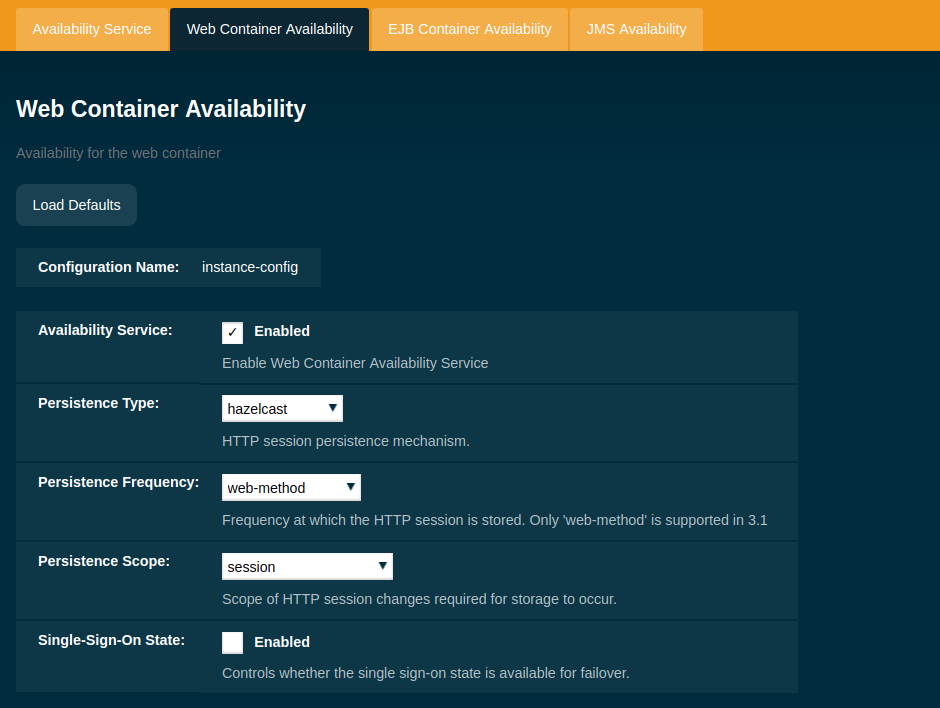 Availability Service Web Container Availability EJB Container Availability JMS Availability
Web Container Availability
Availability for the web container
Load Defaults
Configuration Name: instance-config
Availability Service: ✓ Enabled
Enable Web Container Availability Service
Persistence Type: hazelcast
HTTP session persistence mechanism.
Persistence Frequency: web-method
Frequency at which the HTTP session is stored. Only 'web-method' is supported in 3.1
Persistence Scope: session
Scope of HTTP session changes required for storage to occur.
Single-Sign-On State: Enabled
Controls whether the single sign-on state is available for failover.